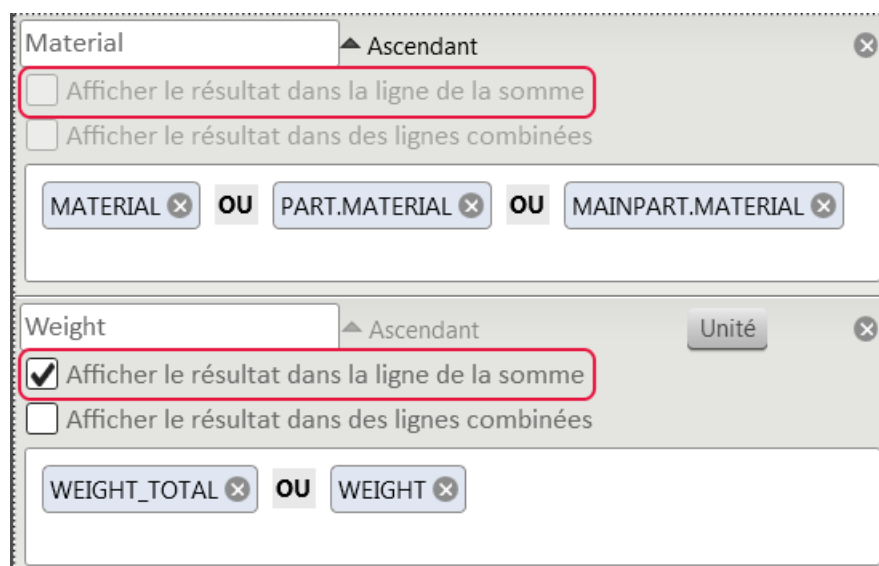 Material Ascendant
Afficher le résultat dans la ligne de la somme
Afficher le résultat dans des lignes combinées
MATERIAL OU PART.MATERIAL OU MAINPART.MATERIAL
Weight Ascendant Unité
Afficher le résultat dans la ligne de la somme
Afficher le résultat dans des lignes combinées
WEIGHT_TOTAL OU WEIGHT